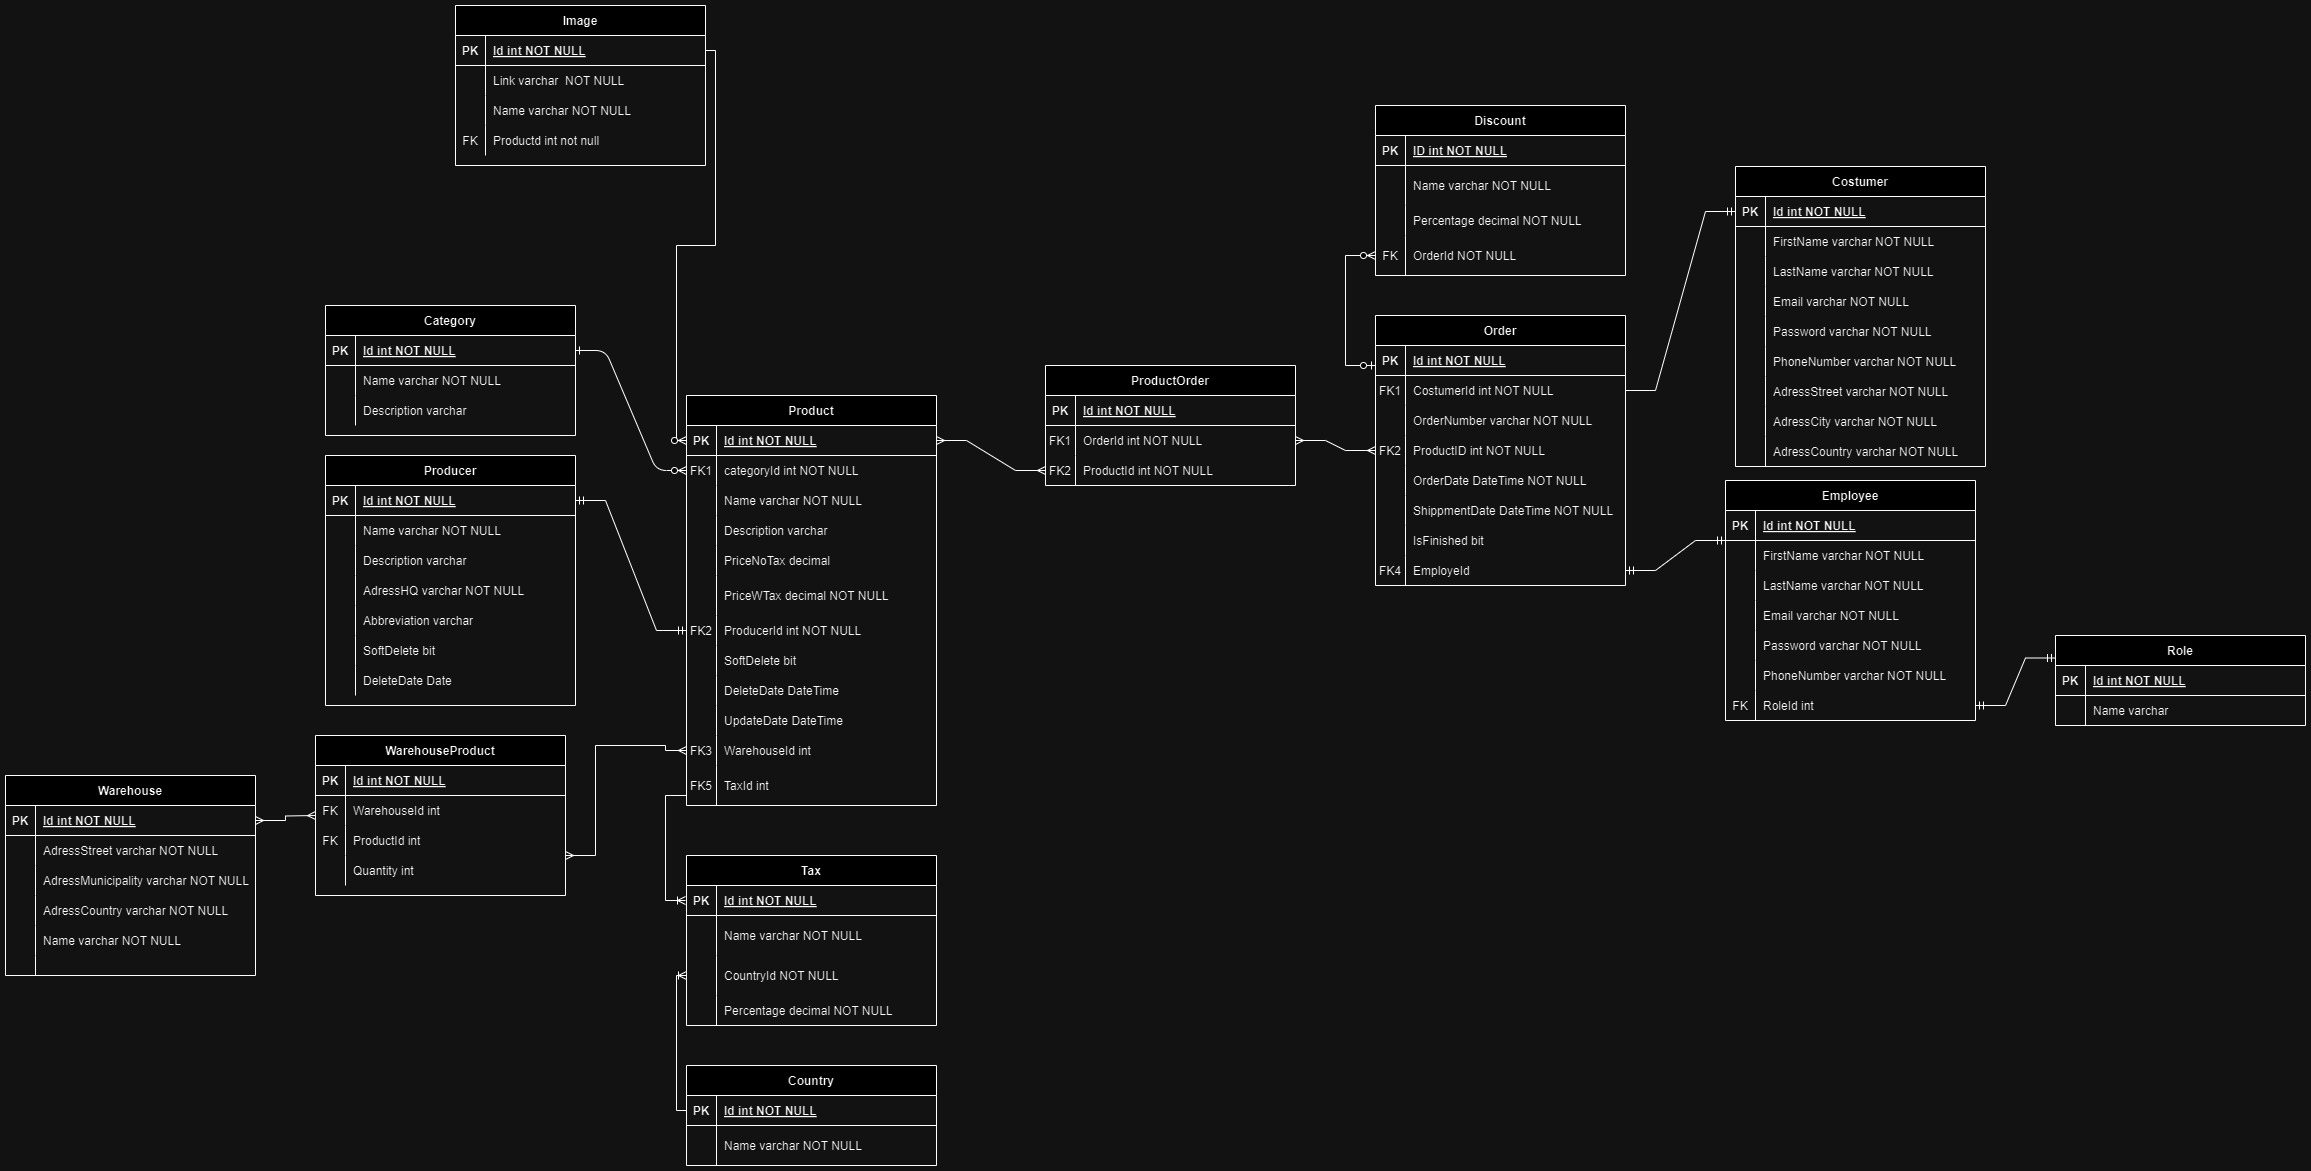 Image
PK Id int NOT NULL
Link varchar  NOT NULL
Name varchar NOT NULL
FK Productd int not null
Discount
PK ID int NOT NULL
Name varchar NOT NULL
Percentage decimal NOT NULL
FK OrderId NOT NULL
Costumer
PK Id int NOT NULL
FirstName varchar NOT NULL
LastName varchar NOT NULL
Email varchar NOT NULL
Password varchar NOT NULL
PhoneNumber varchar NOT NULL
AdressStreet varchar NOT NULL
AdressCity varchar NOT NULL
AdressCountry varchar NOT NULL
Category
PK Id int NOT NULL
Name varchar NOT NULL
Description varchar
Order
PK Id int NOT NULL
FK1 CostumerId int NOT NULL
OrderNumber varchar NOT NULL
FK2 ProductID int NOT NULL
OrderDate DateTime NOT NULL
ShippmentDate DateTime NOT NULL
IsFinished bit
FK4 EmployeId
ProductOrder
PK Id int NOT NULL
FK1 OrderId int NOT NULL
FK2 ProductId int NOT NULL
Product
PK Id int NOT NULL
FK1 categoryId int NOT NULL
Name varchar NOT NULL
Description varchar
PriceNoTax decimal
PriceWTax decimal NOT NULL
FK2 ProducerId int NOT NULL
SoftDelete bit
DeleteDate DateTime
UpdateDate DateTime
FK3 WarehouseId int
FK5 TaxId int
Producer
PK Id int NOT NULL
Name varchar NOT NULL
Description varchar
AdressHQ varchar NOT NULL
Abbreviation varchar
SoftDelete bit
DeleteDate Date
Employee
PK Id int NOT NULL
FirstName varchar NOT NULL
LastName varchar NOT NULL
Email varchar NOT NULL
Password varchar NOT NULL
PhoneNumber varchar NOT NULL
FK RoleId int
Role
PK Id int NOT NULL
Name varchar
WarehouseProduct
PK Id int NOT NULL
FK WarehouseId int
FK ProductId int
Quantity int
Warehouse
PK Id int NOT NULL
AdressStreet varchar NOT NULL
AdressMunicipality varchar NOT NULL
AdressCountry varchar NOT NULL
Name varchar NOT NULL
Tax
PK Id int NOT NULL
Name varchar NOT NULL
CountryId NOT NULL
Percentage decimal NOT NULL
Country
PK Id int NOT NULL
Name varchar NOT NULL